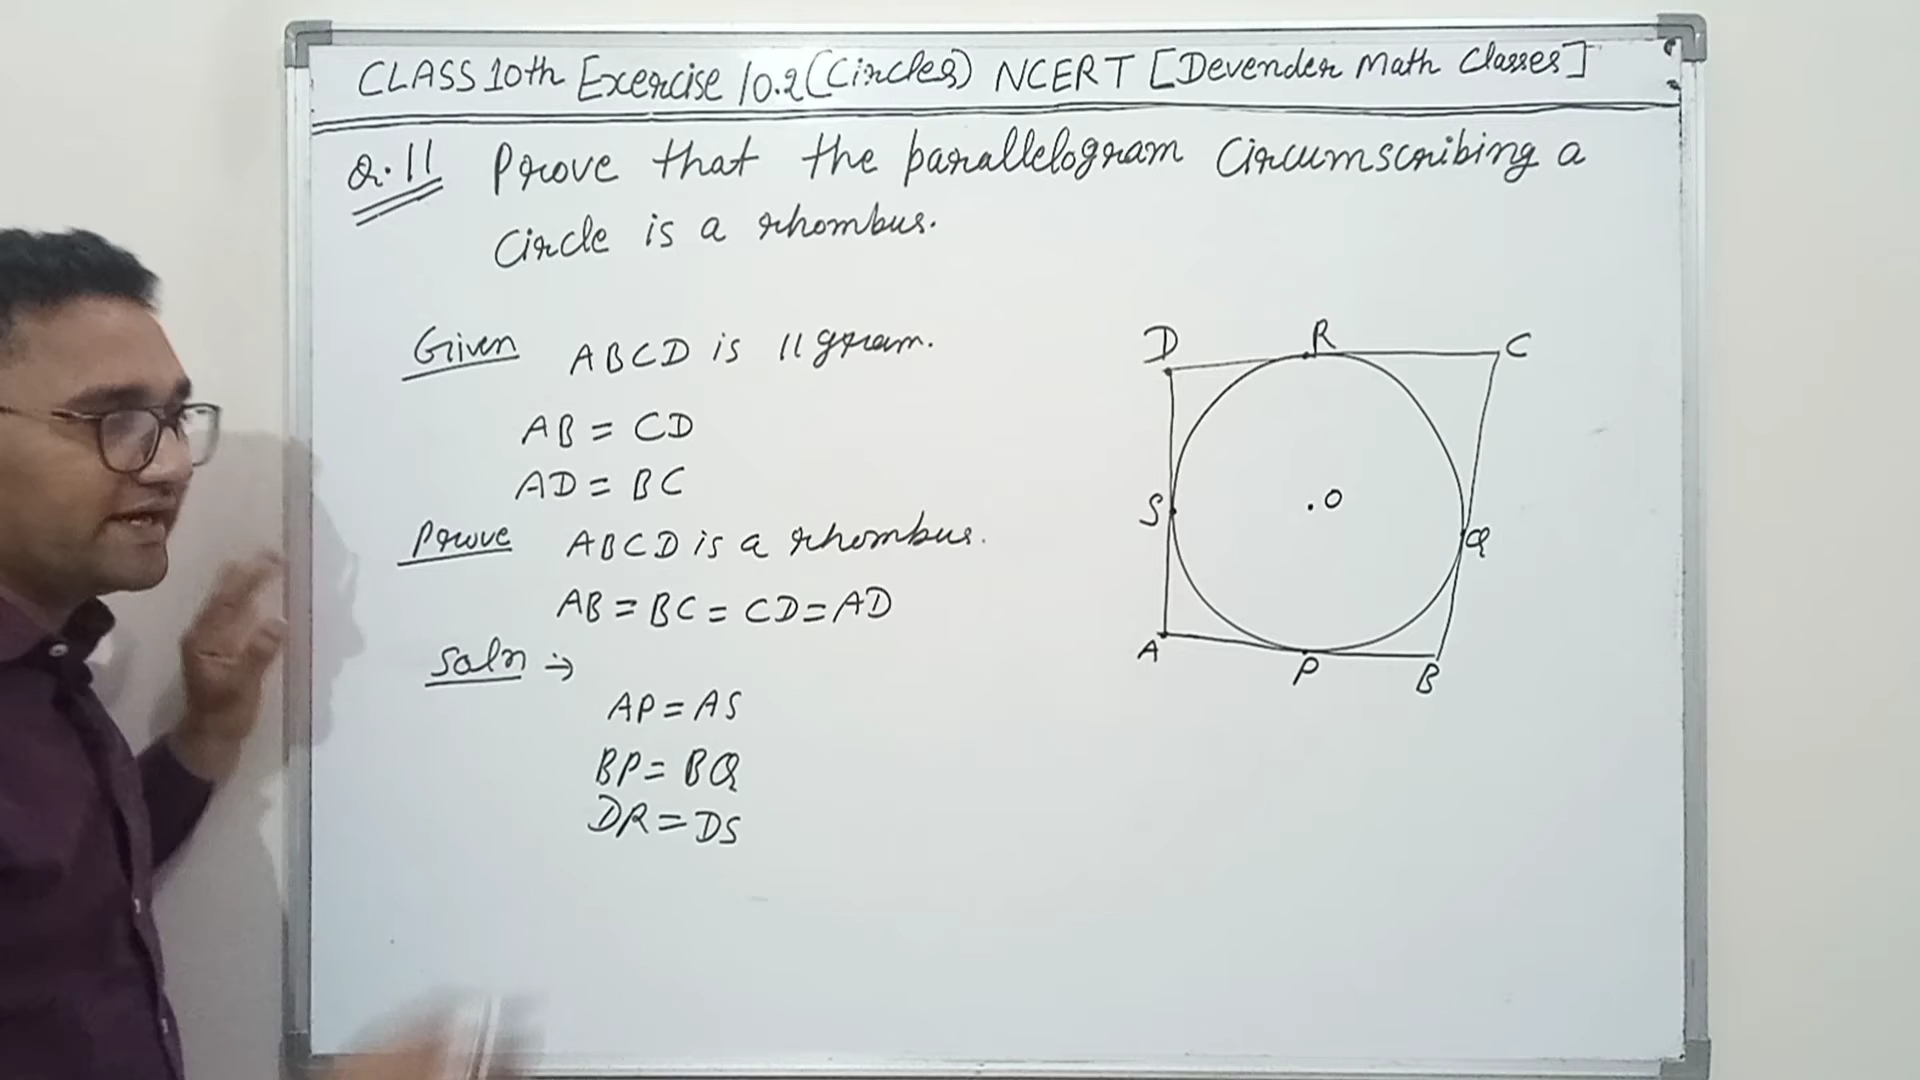 CLASS 10th Exercise 10.2 (Circles) NCERT [Devender Math Classes]
Q.11 Prove that the parallelogram circumscribing a
circle is a rhombus.
Given ABCD is ||gram.
AB = CD
AD = BC
Prove ABCD is a rhombus.
AB = BC = CD = AD
Soln →
AP = AS
BP = BQ
DR = DS
D R C
S .O Q
A P B